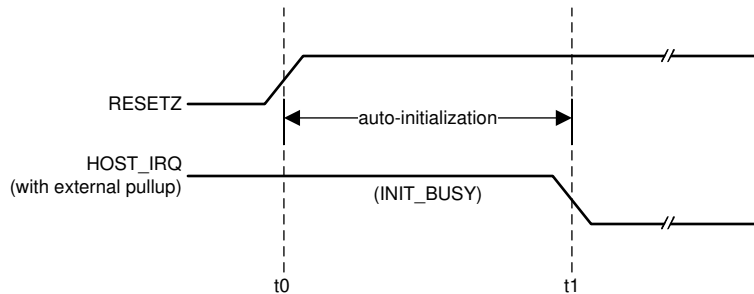 RESETZ
auto-initialization
HOST_IRQ
(with external pullup)
(INIT_BUSY)
t0
t1